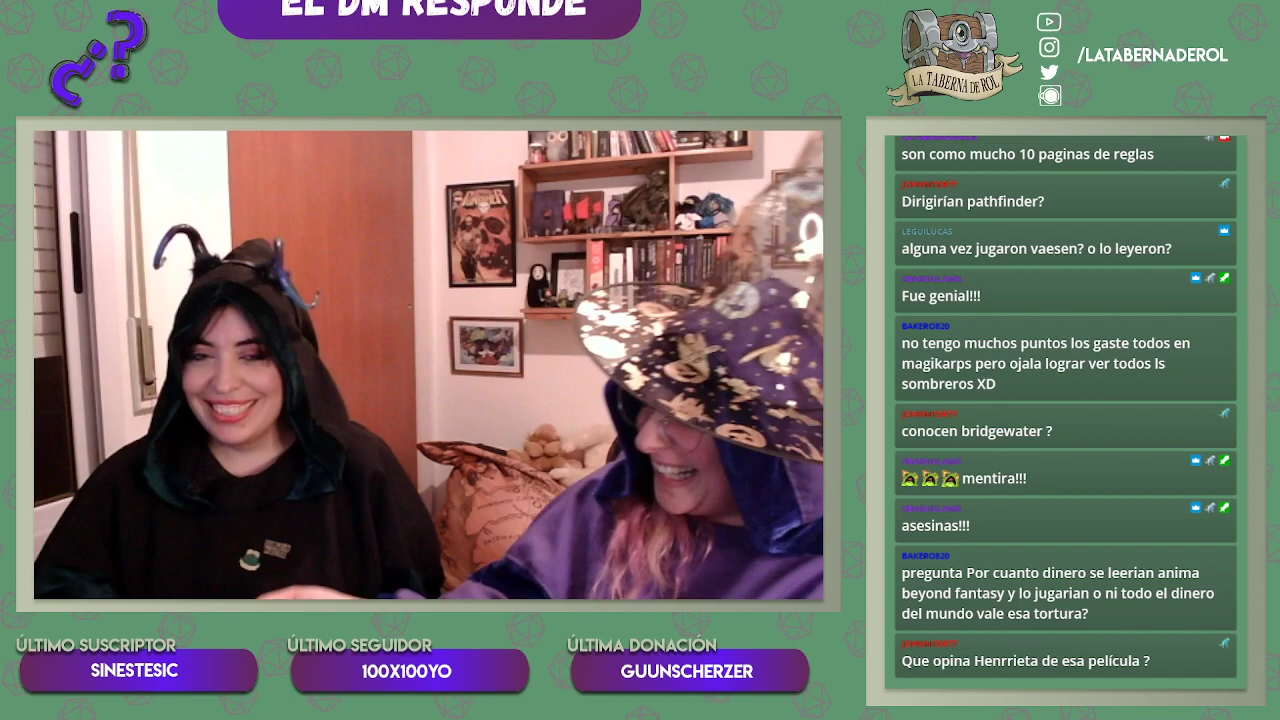 EL DM RESPONDE
¿?
LA TABERNA DE ROL
/LATABERNADEROL
son como mucho 10 paginas de reglas
Dirigirían pathfinder?
LEGUILUCAS
alguna vez jugaron vaesen? o lo leyeron?
Fue genial!!!
BAKERO820
no tengo muchos puntos los gaste todos en
magikarps pero ojala lograr ver todos ls
sombreros XD
conocen bridgewater ?
mentira!!!
asesinas!!!
BAKERO820
pregunta Por cuanto dinero se leerian anima
beyond fantasy y lo jugarian o ni todo el dinero
del mundo vale esa tortura?
Que opina Henrrieta de esa película ?
ÚLTIMO SUSCRIPTOR
SINESTESIC
ÚLTIMO SEGUIDOR
100X100YO
ÚLTIMA DONACIÓN
GUUNSCHERZER